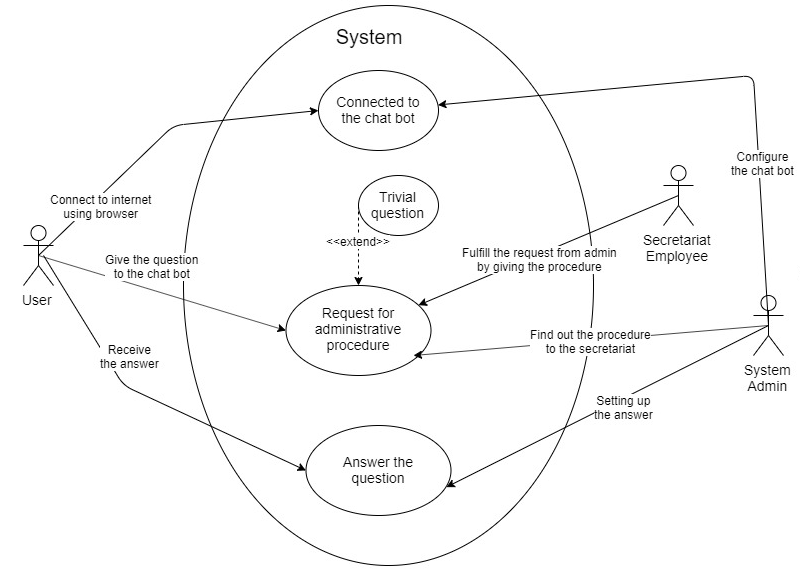 System
Connected to
the chat bot
Configure
the chat bot
Connect to internet
using browser
Trivial
question
<<extend>>
Secretariat
Employee
Fulfill the request from admin
by giving the procedure
Give the question
to the chat bot
User
Request for
administrative
procedure
Find out the procedure
to the secretariat
System
Admin
Receive
the answer
Setting up
the answer
Answer the
question